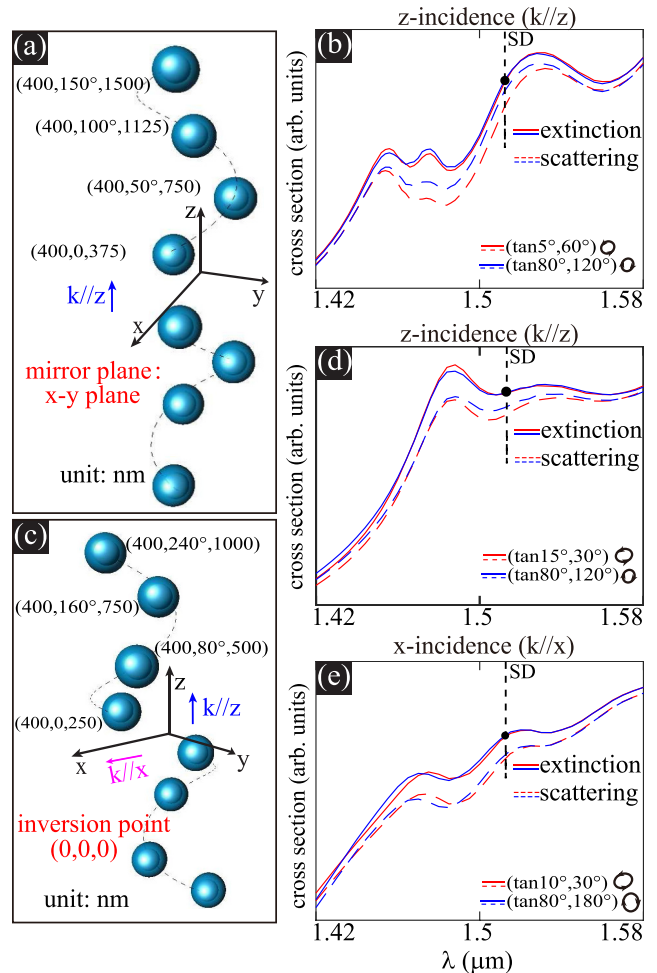 (a)
(400,150°,1500)
(400,100°,1125)
(400,50°,750)
z
(400,0,375)
k//z
y
x
mirror plane:
x-y plane
unit: nm
z-incidence (k//z)
(b)
SD
cross section (arb. units)
extinction
scattering
(tan5°,60°)
(tan80°,120°)
1.42
1.5
1.58
(c)
(400,240°,1000)
(400,160°,750)
(400,80°,500)
z
k//z
(400,0,250)
x
y
k//x
inversion point
(0,0,0)
unit: nm
z-incidence (k//z)
(d)
SD
cross section (arb. units)
extinction
scattering
(tan15°,30°)
(tan80°,120°)
1.42
1.5
1.58
x-incidence (k//x)
(e)
SD
cross section (arb. units)
extinction
scattering
(tan10°,30°)
(tan80°,180°)
1.42
1.5
1.58
λ (μm)